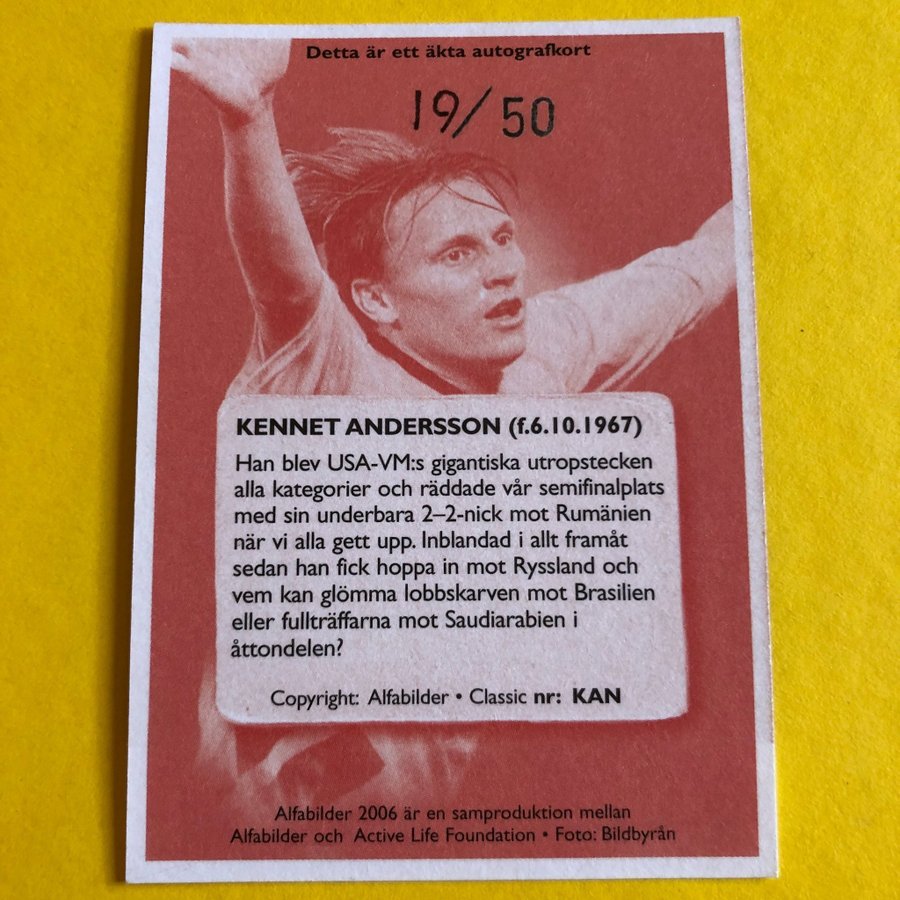 Detta är ett äkta autografkort
19/50
KENNET ANDERSSON (f.6.10.1967)
Han blev USA-VM:s gigantiska utropstecken
alla kategorier och räddade vår semifinalplats
med sin underbara 2–2-nick mot Rumänien
när vi alla gett upp. Inblandad i allt framåt
sedan han fick hoppa in mot Ryssland och
vem kan glömma lobbskarven mot Brasilien
eller fullträffarna mot Saudiarabien i
åttondelen?
Copyright: Alfabilder • Classic nr: KAN
Alfabilder 2006 är en samproduktion mellan
Alfabilder och Active Life Foundation • Foto: Bildbyrån